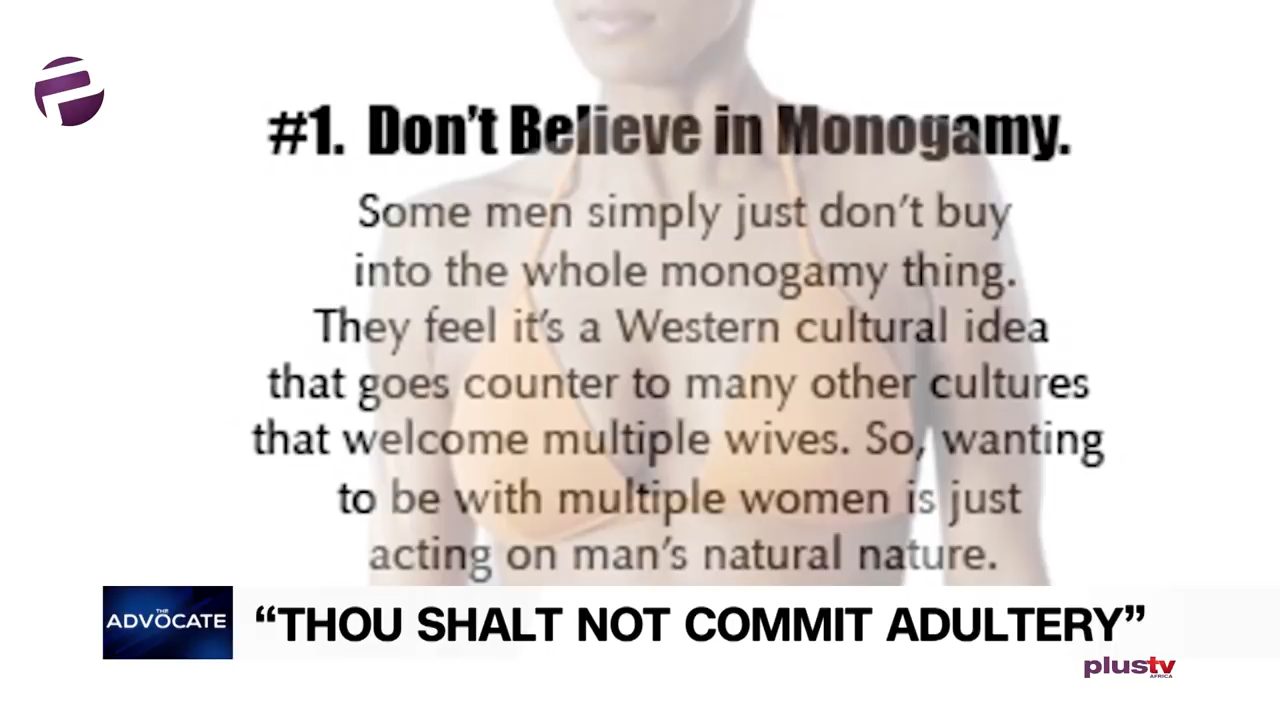 #1. Don't Believe in Monogamy.
Some men simply just don't buy
into the whole monogamy thing.
They feel it's a Western cultural idea
that goes counter to many other cultures
that welcome multiple wives. So, wanting
to be with multiple women is just
acting on man's natural nature.
THE
ADVOCATE
“THOU SHALT NOT COMMIT ADULTERY”
plustv
AFRICA